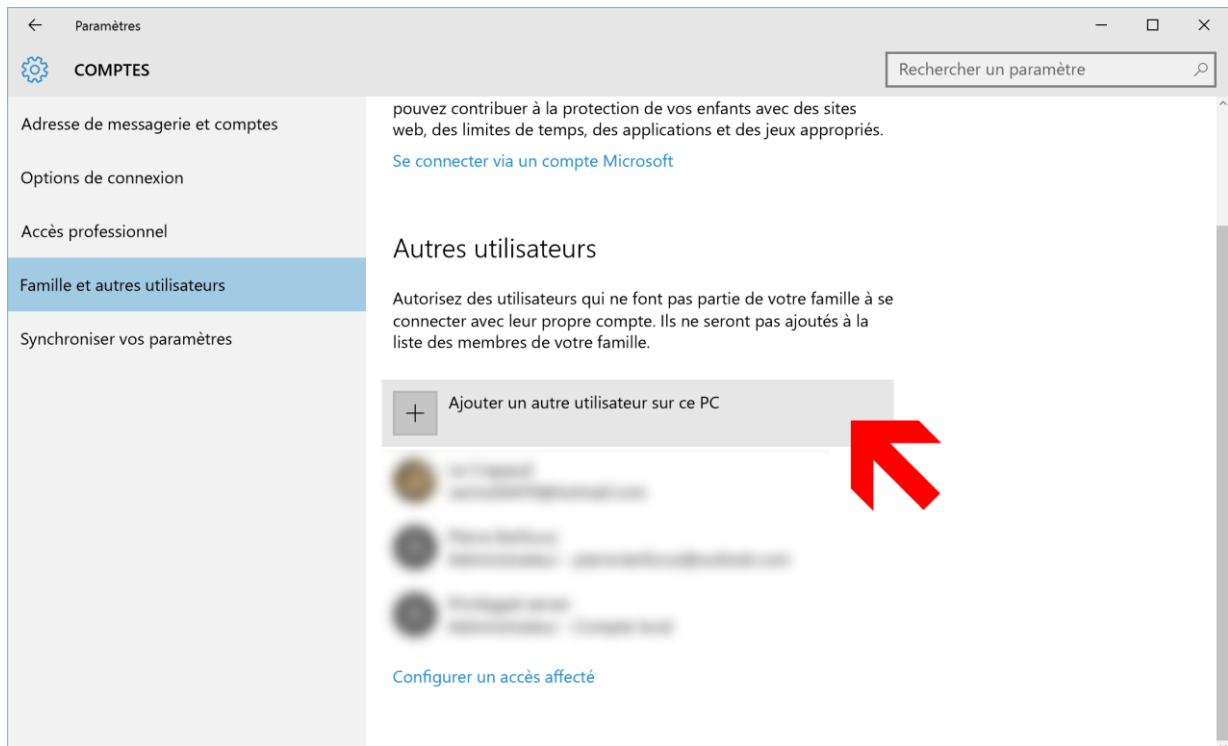 Paramètres
COMPTES
Rechercher un paramètre
Adresse de messagerie et comptes
Options de connexion
Accès professionnel
Famille et autres utilisateurs
Synchroniser vos paramètres
pouvez contribuer à la protection de vos enfants avec des sites
web, des limites de temps, des applications et des jeux appropriés.
Se connecter via un compte Microsoft
Autres utilisateurs
Autorisez des utilisateurs qui ne font pas partie de votre famille à se
connecter avec leur propre compte. Ils ne seront pas ajoutés à la
liste des membres de votre famille.
Ajouter un autre utilisateur sur ce PC
Configurer un accès affecté